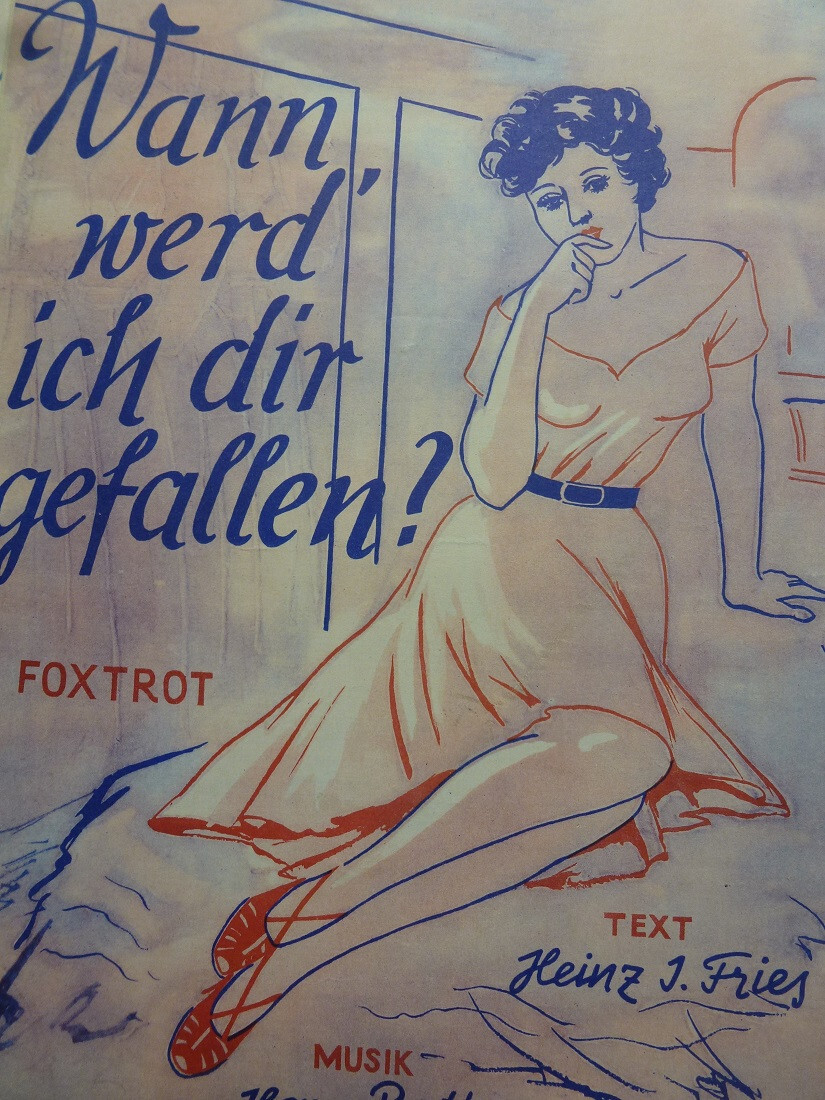 Wann
werd'
ich dir
gefallen?
FOXTROT
TEXT
Heinz J. Fries
MUSIK